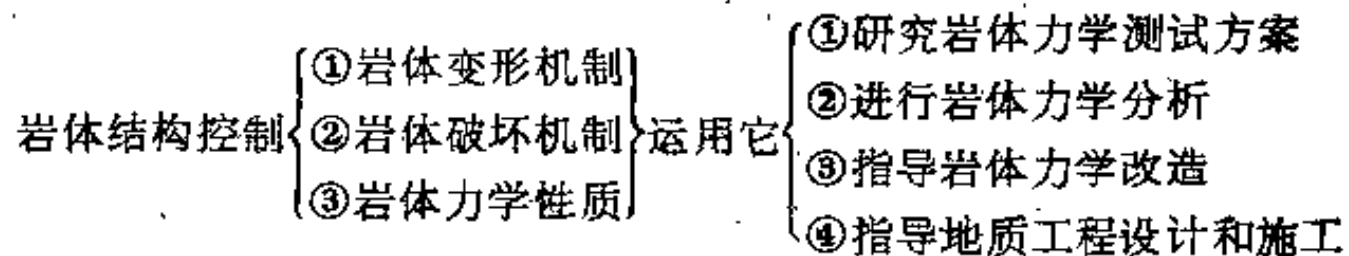 岩体结构控制
①岩体变形机制
②岩体破坏机制
③岩体力学性质
运用它
①研究岩体力学测试方案
②进行岩体力学分析
③指导岩体力学改造
④指导地质工程设计和施工